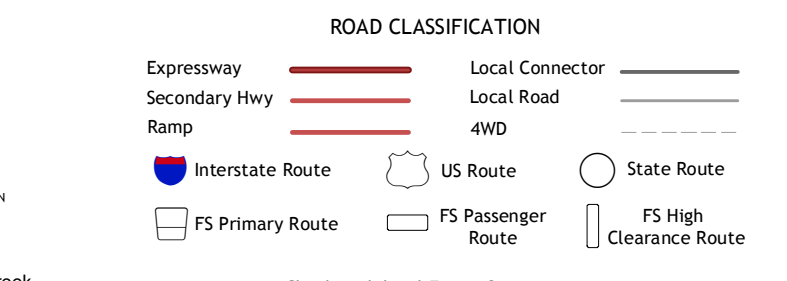 ROAD CLASSIFICATION
Expressway
Local Connector
Secondary Hwy
Local Road
Ramp
4WD
Interstate Route
US Route
State Route
N
FS Primary Route
FS Passenger
Route
FS High
Clearance Route